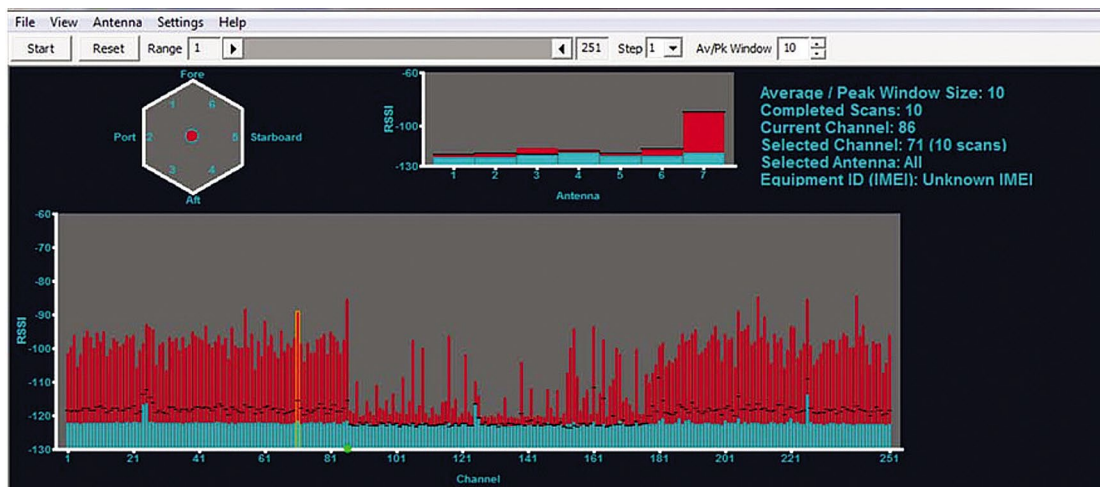 File View Antenna Settings Help
Start Reset Range 1 251 Step 1 Av/Pk Window 10
Fore
1 6
Port 2 5 Starboard
3 4
Aft
-60
-100
-130
RSSI
1 2 3 4 5 6 7
Antenna
Average / Peak Window Size: 10
Completed Scans: 10
Current Channel: 86
Selected Channel: 71 (10 scans)
Selected Antenna: All
Equipment ID (IMEI): Unknown IMEI
-60
-70
-80
-90
-100
-110
-120
-130
RSSI
1 21 41 61 81 101 121 141 161 181 201 221 251
Channel